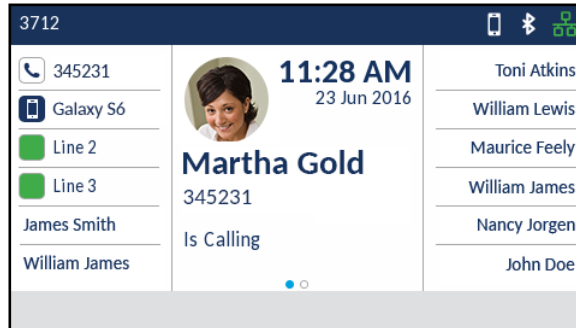 3712
345231
Galaxy S6
Line 2
Line 3
James Smith
William James
11:28 AM
23 Jun 2016
Martha Gold
345231
Is Calling
Toni Atkins
William Lewis
Maurice Feely
William James
Nancy Jorgen
John Doe